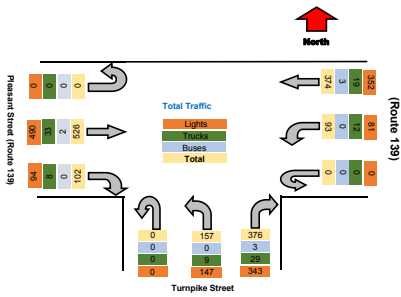 North
0 0 0 0
374 3 19 352
Total Traffic
Lights
Trucks
Buses
Total
490 33 2 526
93 0 12 81
94 8 0 102
0 0 0 0
Pleasant Street (Route 139)
(Route 139)
0 157 376
0 0 3
0 9 29
0 147 343
Turnpike Street